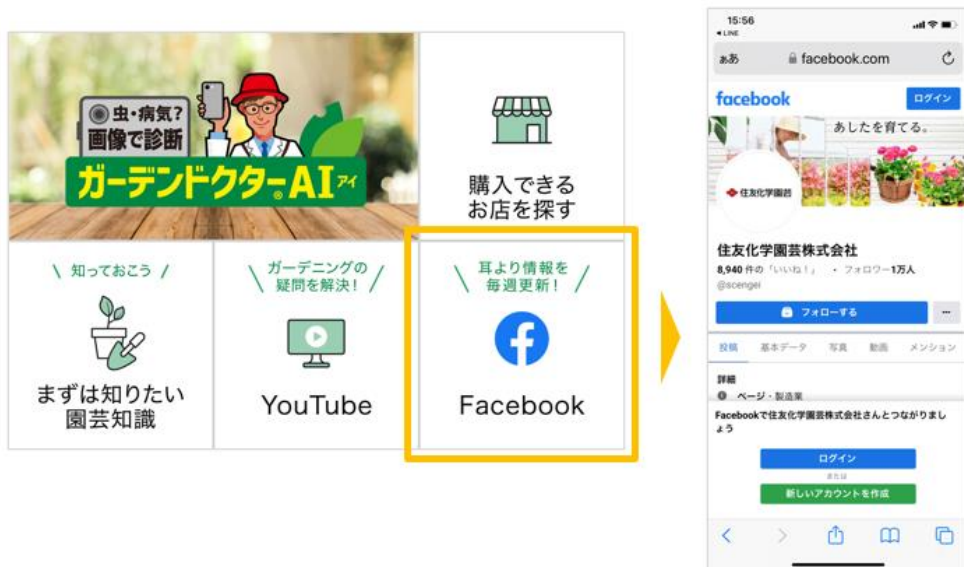 虫・病気?
画像で診断
ガーデンドクターAIアイ
購入できる
お店を探す
知っておこう
まずは知りたい
園芸知識
ガーデニングの
疑問を解決!
YouTube
耳より情報を
毎週更新!
Facebook
15:56
LINE
ぁあ facebook.com
facebook ログイン
あしたを育てる。
住友化学園芸
住友化学園芸株式会社
8,940 件の「いいね!」 ・ フォロワー1万人
@scengei
フォローする
投稿 基本データ 写真 動画 メンション
詳細
ページ・製造業
Facebookで住友化学園芸株式会社さんとつながりまし
ょう
ログイン
または
新しいアカウントを作成